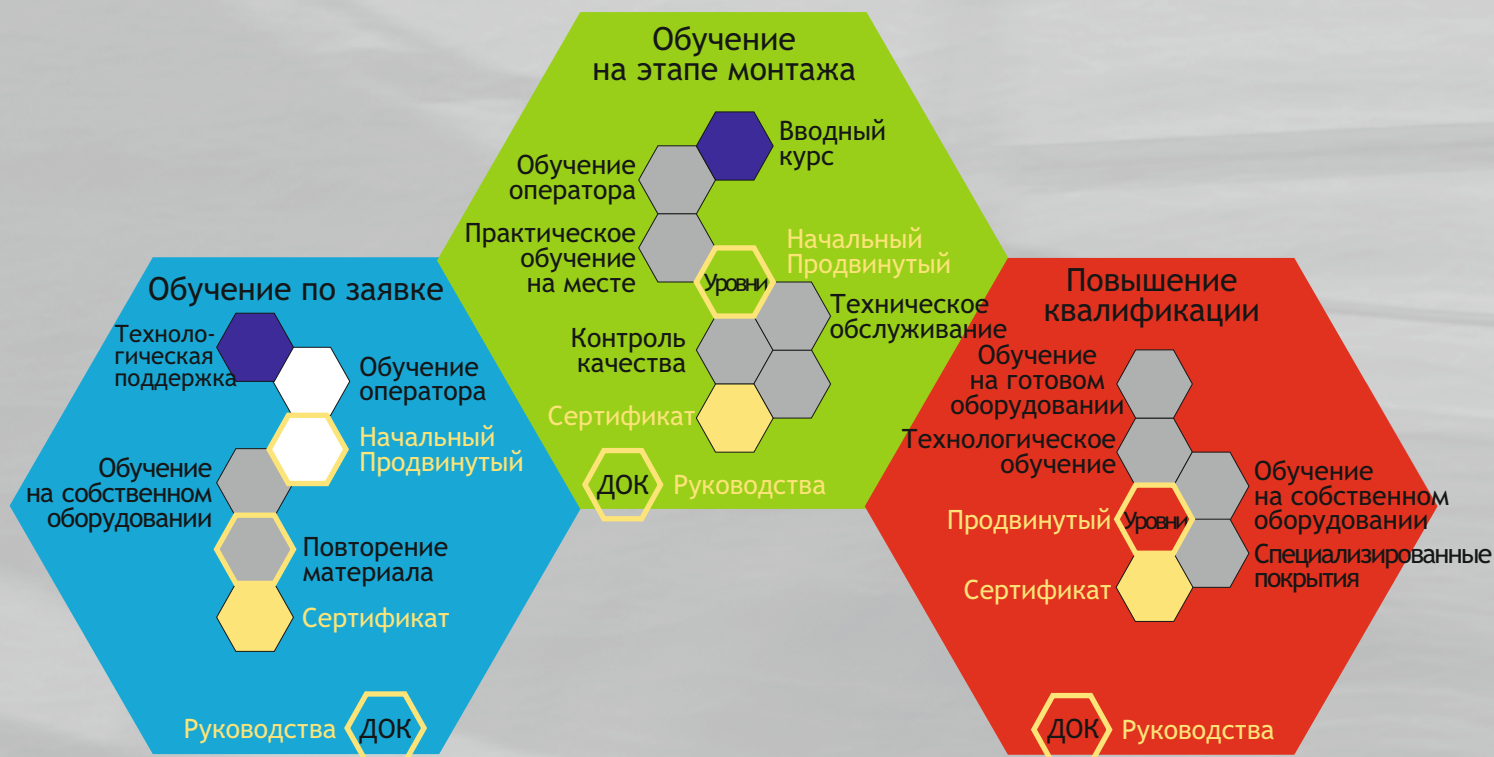 Обучение
на этапе монтажа
Вводный
курс
Обучение
оператора
Практическое
обучение
на месте
Начальный
Продвинутый
Уровни
Техническое
обслуживание
Контроль
качества
Сертификат
ДОК
Руководства
Обучение по заявке
Техноло-
гическая
поддержка
Обучение
оператора
Начальный
Продвинутый
Обучение
на собственном
оборудовании
Повторение
материала
Сертификат
Руководства
ДОК
Повышение
квалификации
Обучение
на готовом
оборудовании
Технологическое
обучение
Обучение
на собственном
оборудовании
Продвинутый
Уровни
Специализированные
покрытия
Сертификат
ДОК
Руководства